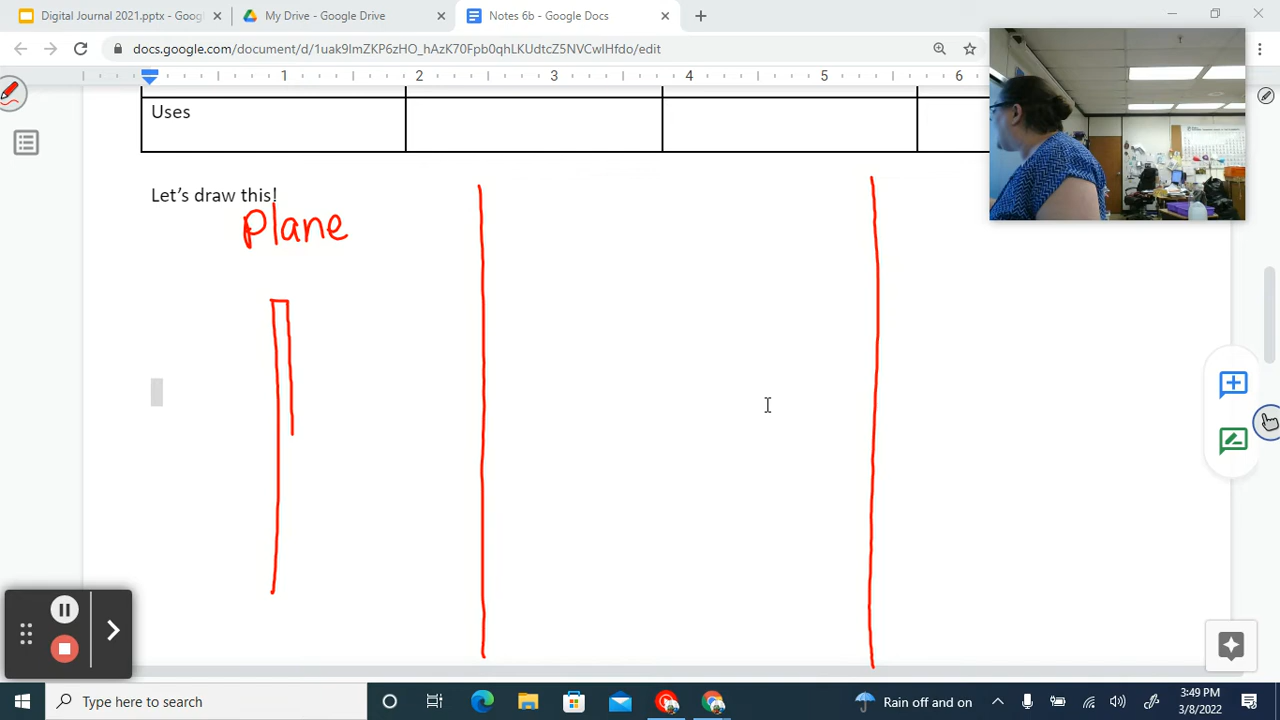 Digital Journal 2021.pptx - Goog
My Drive - Google Drive
Notes 6b - Google Docs
docs.google.com/document/d/1uak9lmZKP6zHO_hAzK70Fpb0qhLKUdtcZ5NVCwIHfdo/edit
1 2 3 4 5 6
Uses
Let's draw this!
Plane
Type here to search
Rain off and on
3:49 PM
3/8/2022